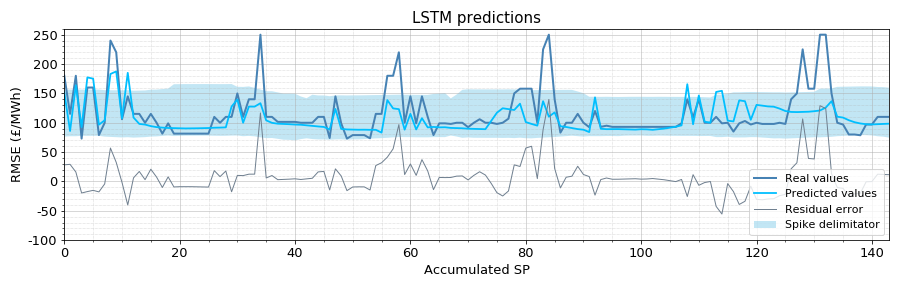 LSTM predictions
RMSE (£/MWh)
250
200
150
100
50
0
-50
-100
0 20 40 60 80 100 120 140
Accumulated SP
Real values
Predicted values
Residual error
Spike delimitator